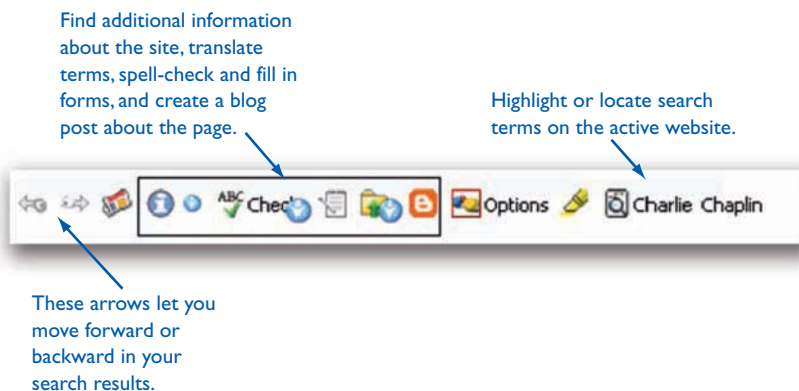 Find additional information
about the site, translate
terms, spell-check and fill in
forms, and create a blog
post about the page.
Highlight or locate search
terms on the active website.
ABC Check Options Charlie Chaplin
These arrows let you
move forward or
backward in your
search results.